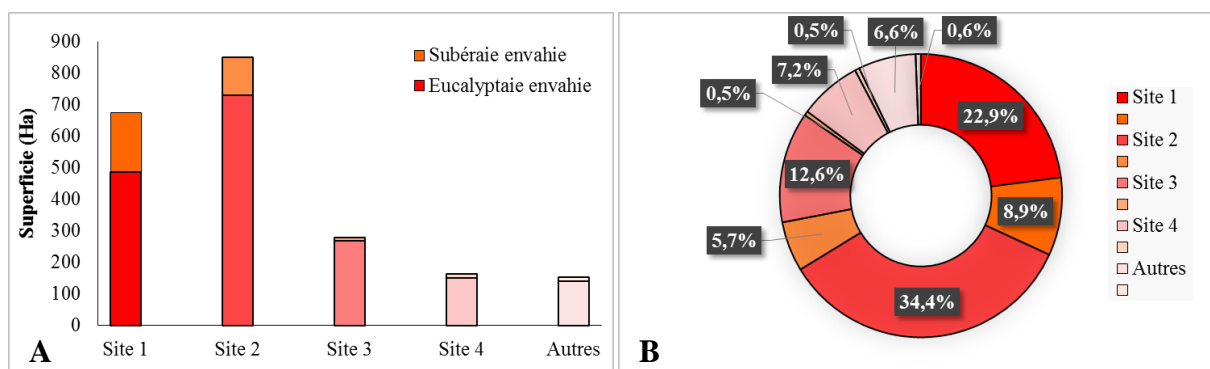 900
800
700
600
500
400
300
200
100
0
Superficie (Ha)
Subéraie envahie
Eucalyptaie envahie
Site 1
Site 2
Site 3
Site 4
Autres
A
0,5%
6,6%
0,6%
7,2%
0,5%
22,9%
12,6%
8,9%
5,7%
34,4%
Site 1
Site 2
Site 3
Site 4
Autres
B